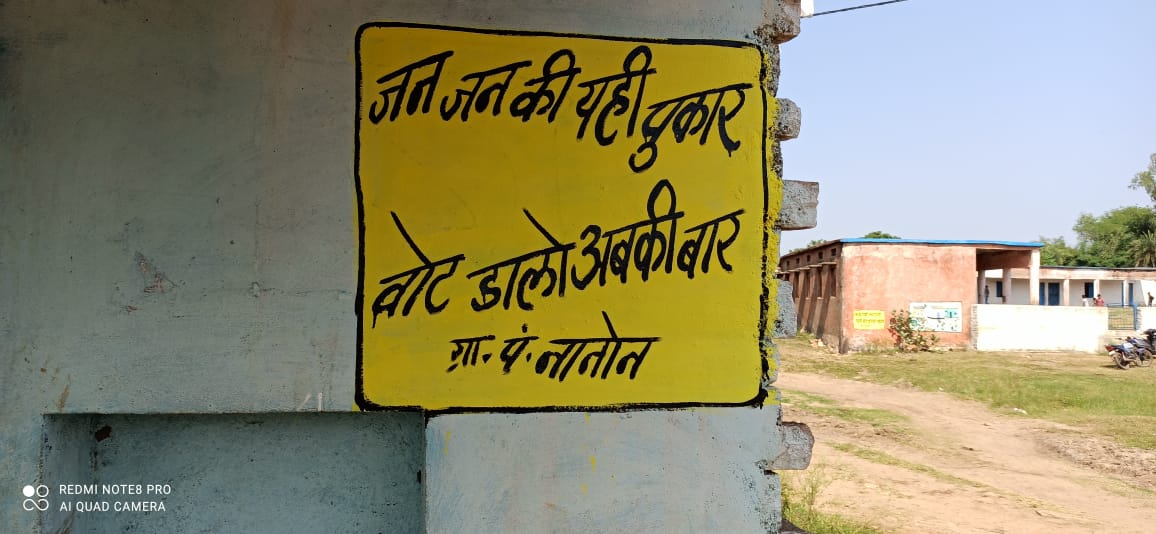 जन जन की यही पुकार
वोट डालो अबकी बार
ग्रा. पं. नातोन
REDMI NOTE8 PRO
AI QUAD CAMERA